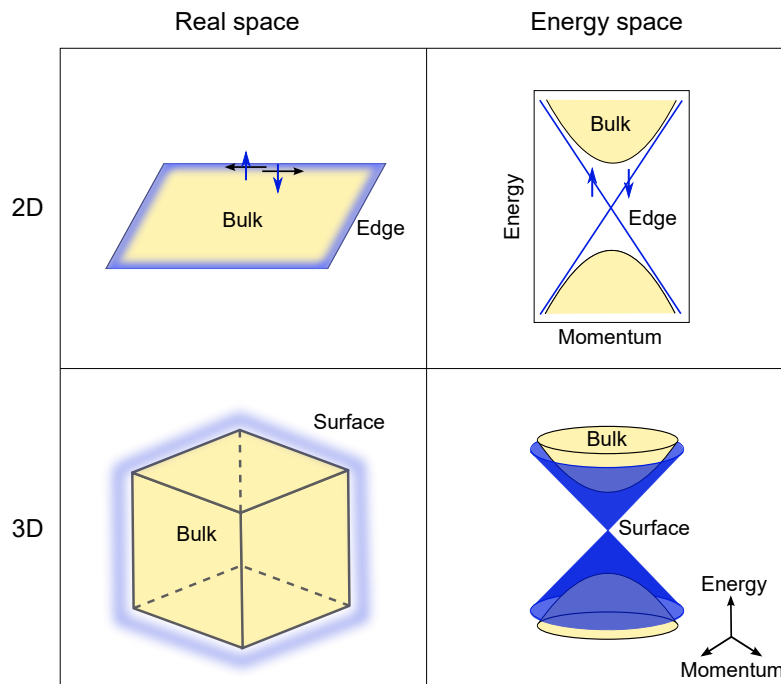 Real space
Energy space
2D
Bulk
Edge
Bulk
Energy
Edge
Momentum
3D
Surface
Bulk
Bulk
Surface
Energy
Momentum